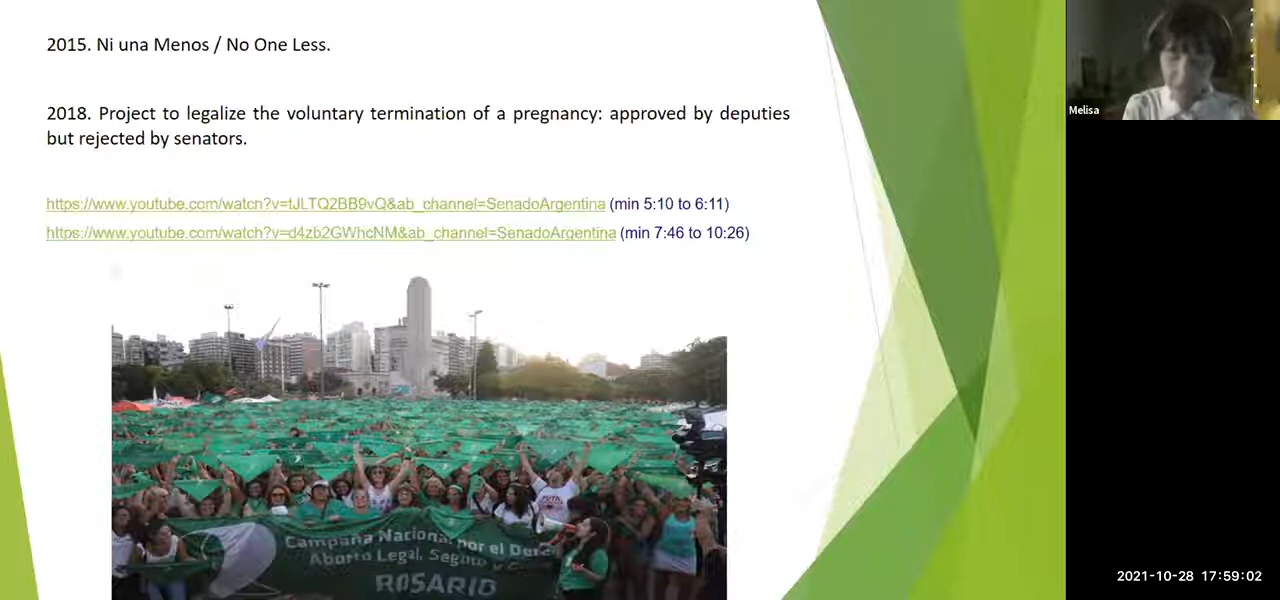 2015. Ni una Menos / No One Less.
2018. Project to legalize the voluntary termination of a pregnancy: approved by deputies
but rejected by senators.
https://www.youtube.com/watch?v=tJLTQ2BB9vQ&ab_channel=SenadoArgentina (min 5:10 to 6:11)
https://www.youtube.com/watch?v=d4zb2GWhcNM&ab_channel=SenadoArgentina (min 7:46 to 10:26)
Campaña Nacional por el Dere
Aborto Legal, Seguro y
ROSARIO
Melisa
2021-10-28 17:59:02